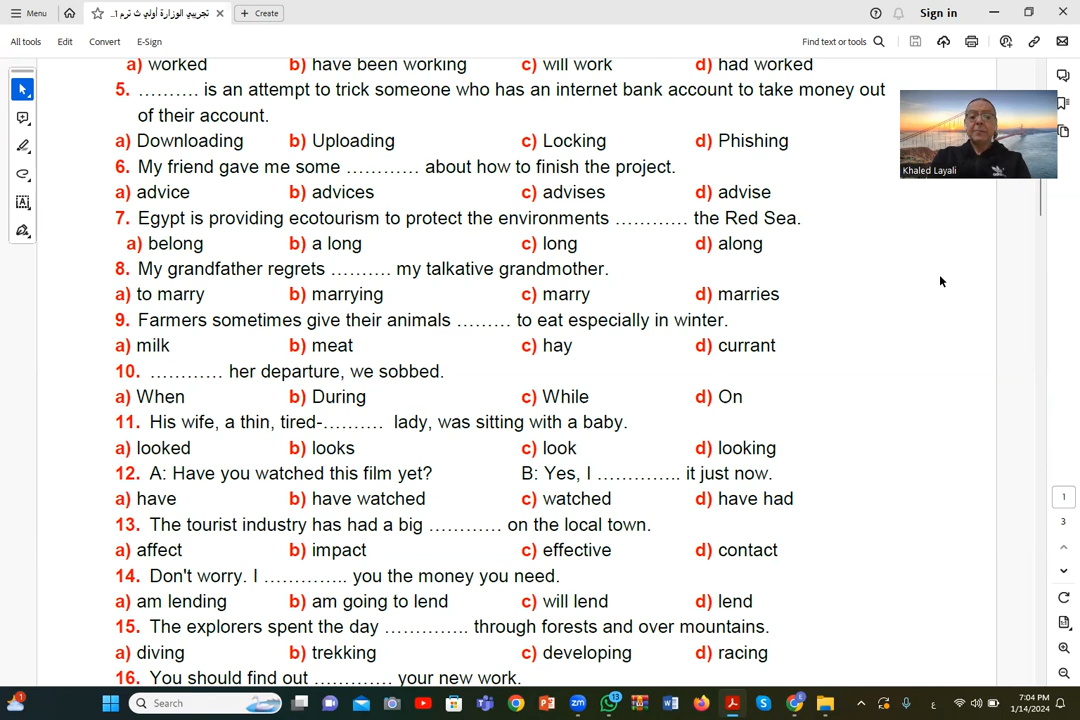 Menu
تجريبي الوزارة أولي ث ترم 1...
Create
Sign in
All tools
Edit
Convert
E-Sign
Find text or tools
a) worked b) have been working c) will work d) had worked
5. .......... is an attempt to trick someone who has an internet bank account to take money out
of their account.
a) Downloading b) Uploading c) Locking d) Phishing
6. My friend gave me some ............ about how to finish the project.
a) advice b) advices c) advises d) advise
7. Egypt is providing ecotourism to protect the environments ............ the Red Sea.
a) belong b) a long c) long d) along
8. My grandfather regrets .......... my talkative grandmother.
a) to marry b) marrying c) marry d) marries
9. Farmers sometimes give their animals ......... to eat especially in winter.
a) milk b) meat c) hay d) currant
10. ............ her departure, we sobbed.
a) When b) During c) While d) On
11. His wife, a thin, tired-.......... lady, was sitting with a baby.
a) looked b) looks c) look d) looking
12. A: Have you watched this film yet? B: Yes, I .............. it just now.
a) have b) have watched c) watched d) have had
13. The tourist industry has had a big ............ on the local town.
a) affect b) impact c) effective d) contact
14. Don't worry. I .............. you the money you need.
a) am lending b) am going to lend c) will lend d) lend
15. The explorers spent the day .............. through forests and over mountains.
a) diving b) trekking c) developing d) racing
16. You should find out ............ your new work.
Khaled Layali
1
3
Search
13
ع
7:04 PM
1/14/2024